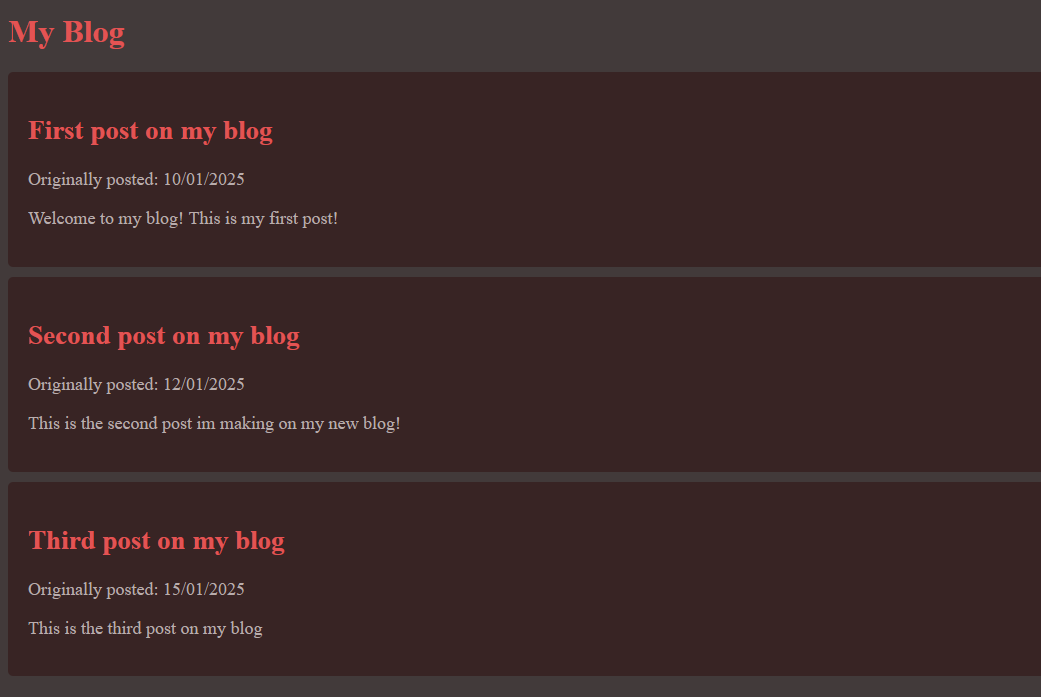 My Blog
First post on my blog
Originally posted: 10/01/2025
Welcome to my blog! This is my first post!
Second post on my blog
Originally posted: 12/01/2025
This is the second post im making on my new blog!
Third post on my blog
Originally posted: 15/01/2025
This is the third post on my blog